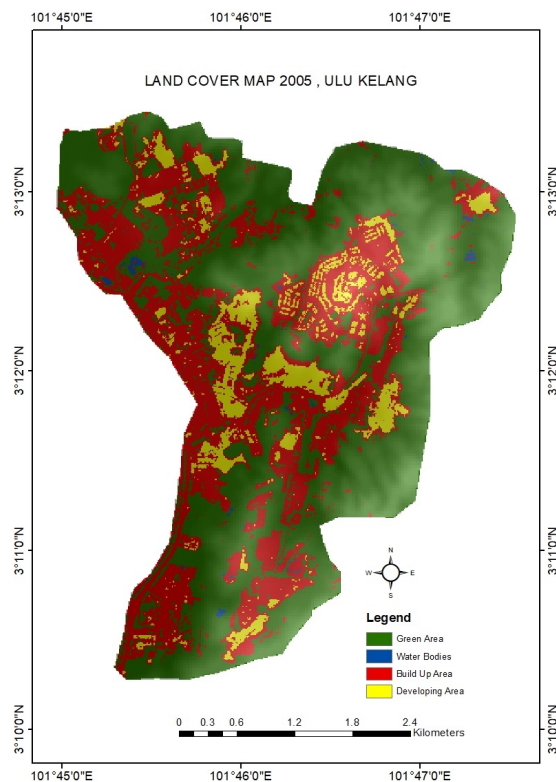 101°45'0"E 101°46'0"E 101°47'0"E
LAND COVER MAP 2005 , ULU KELANG
3°13'0"N 3°13'0"N
3°12'0"N 3°12'0"N
3°11'0"N 3°11'0"N
N
W E
S
Legend
Green Area
Water Bodies
Build Up Area
Developing Area
0 0.3 0.6 1.2 1.8 2.4
Kilometers
3°10'0"N 3°10'0"N
101°45'0"E 101°46'0"E 101°47'0"E